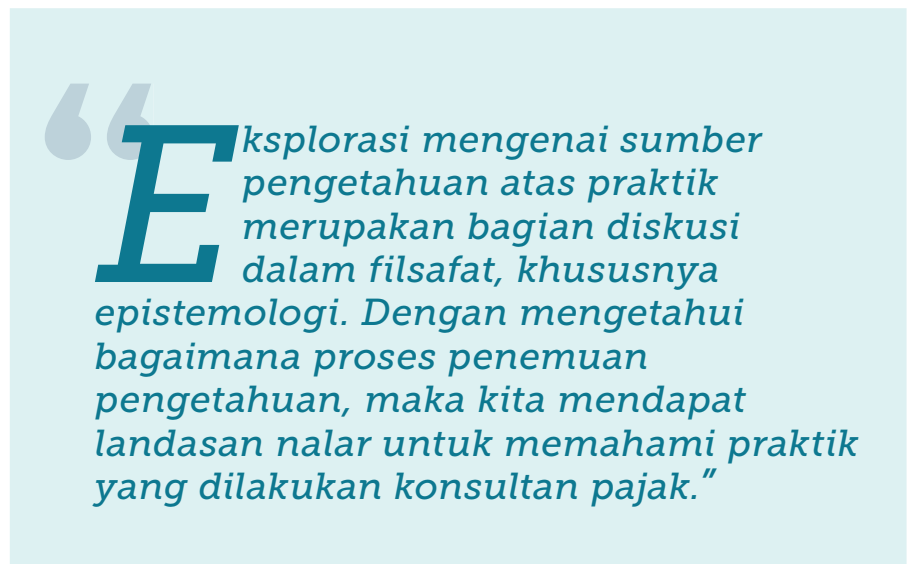 “Eksplorasi mengenai sumber
pengetahuan atas praktik
merupakan bagian diskusi
dalam filsafat, khususnya
epistemologi. Dengan mengetahui
bagaimana proses penemuan
pengetahuan, maka kita mendapat
landasan nalar untuk memahami praktik
yang dilakukan konsultan pajak.”